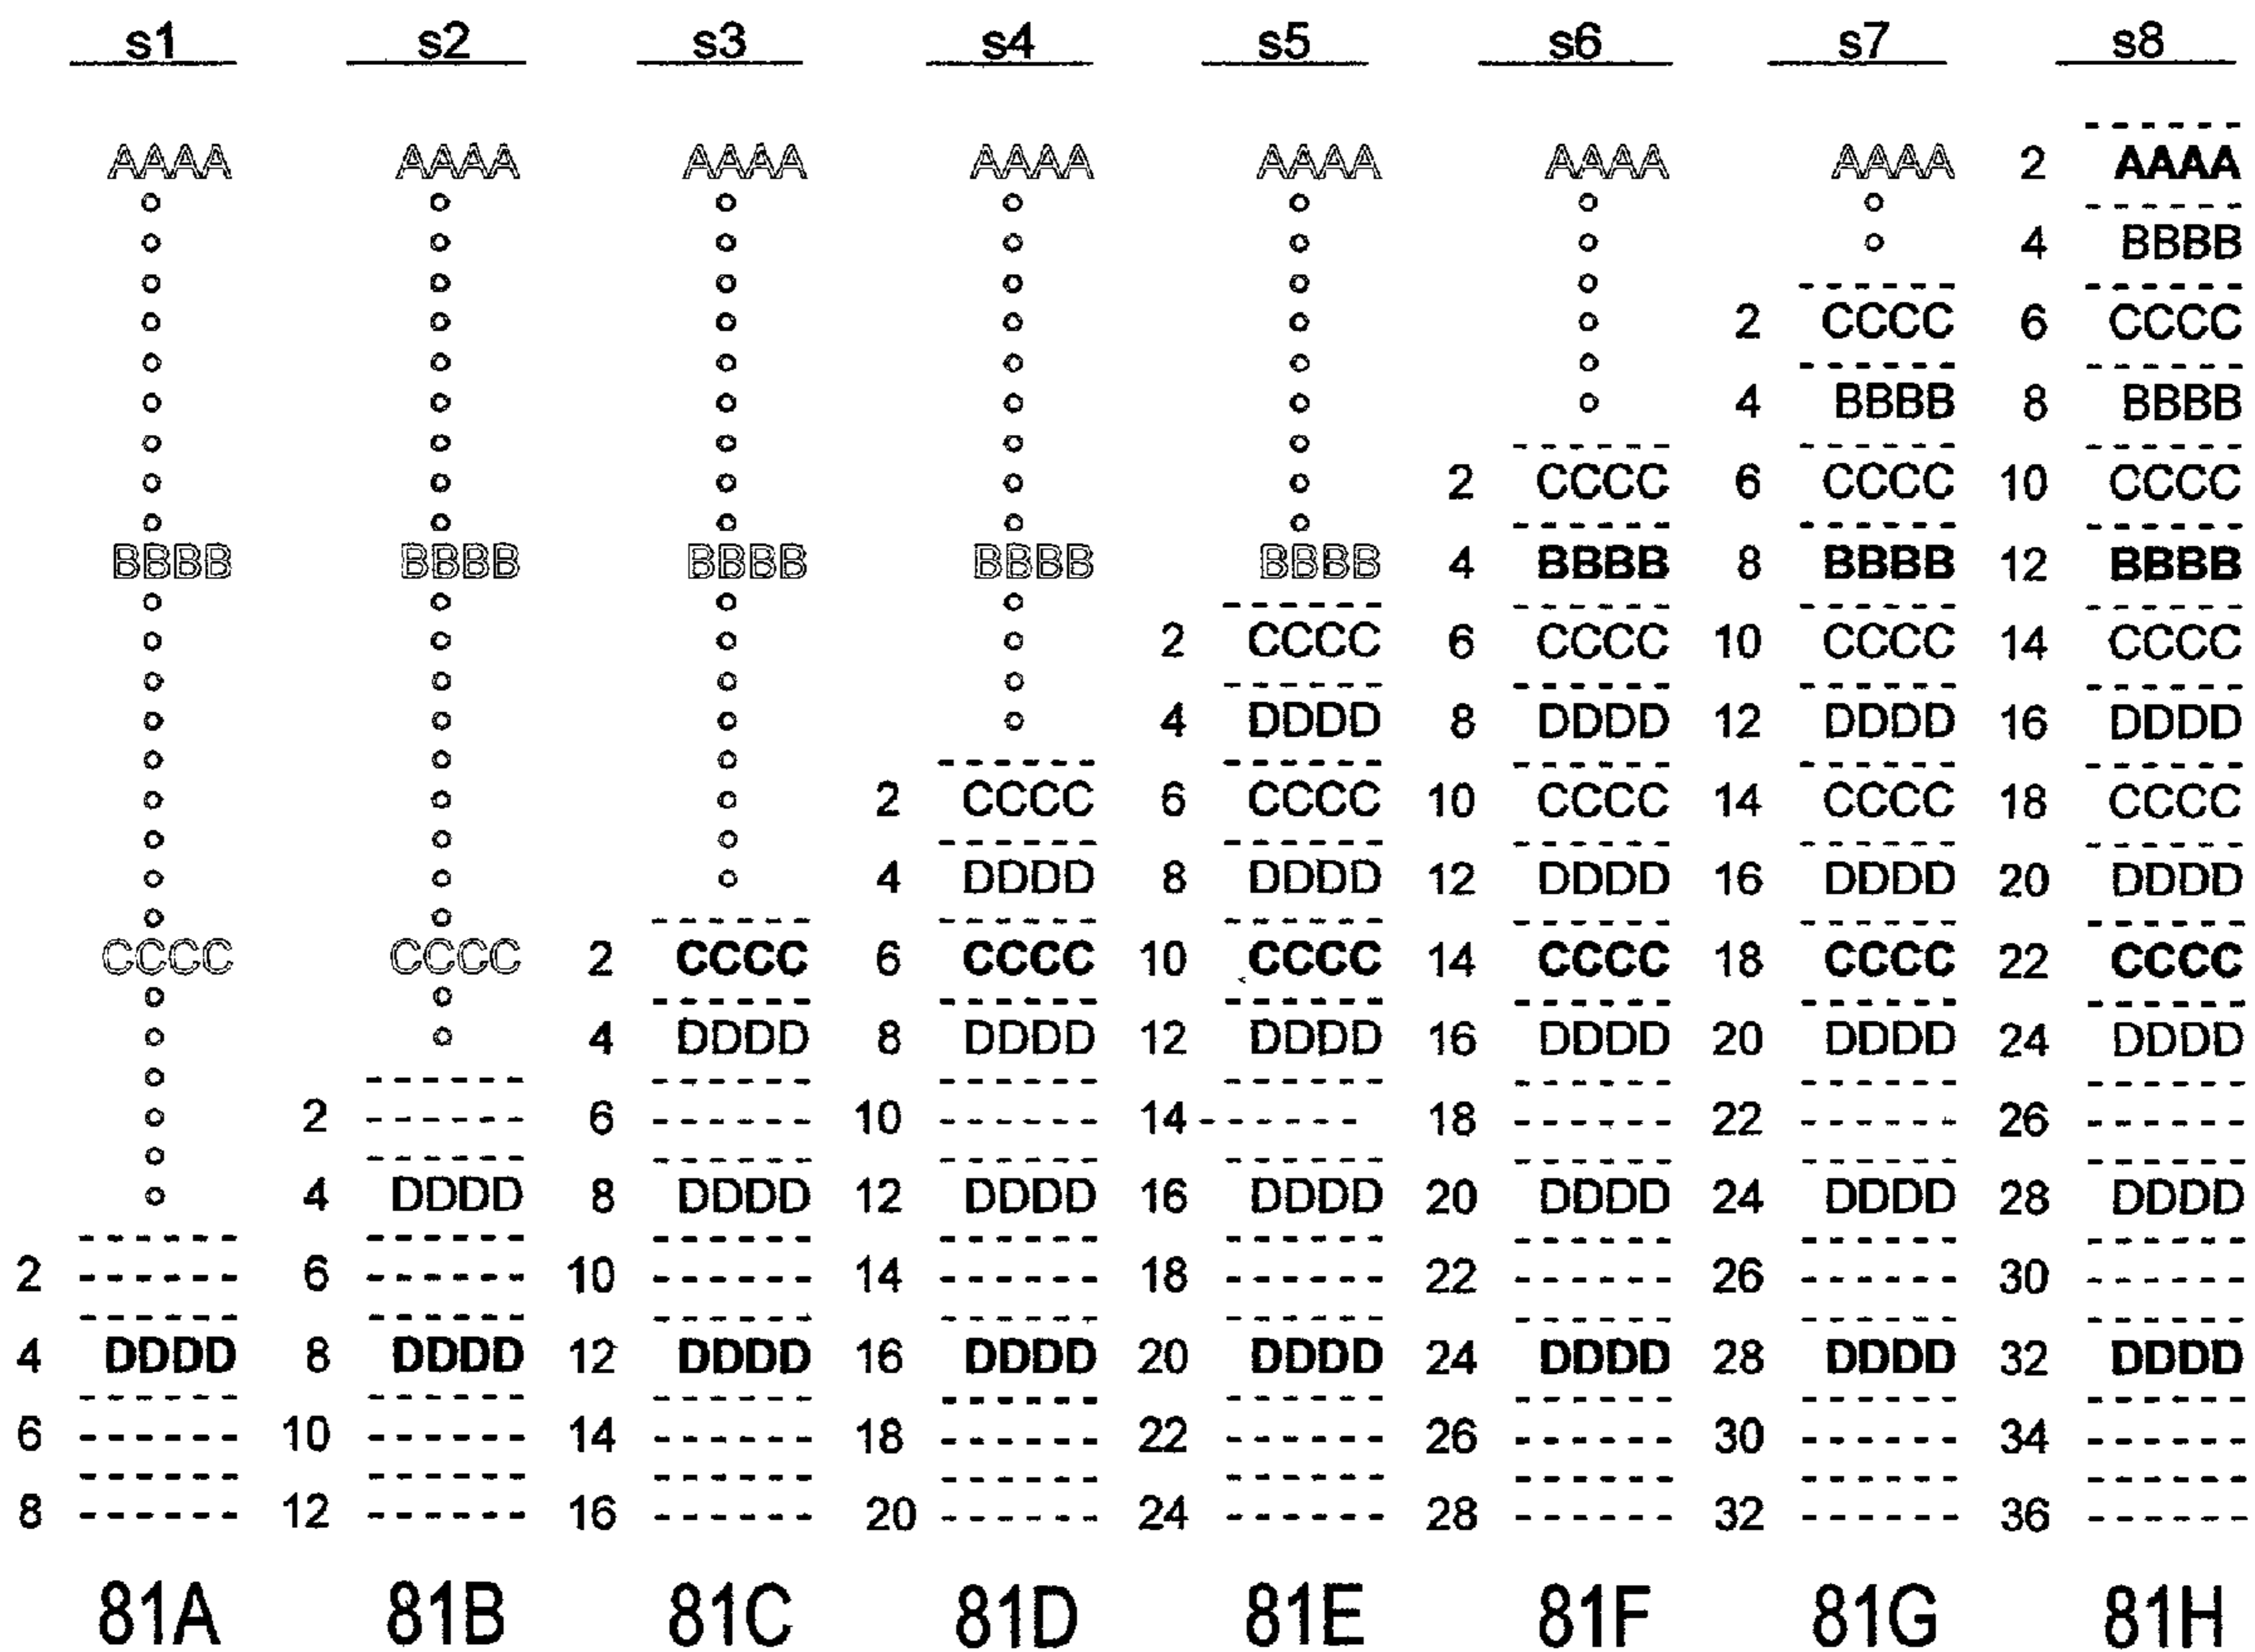 s1 s2 s3 s4 s5 s6 s7 s8
AAAA AAAA AAAA AAAA AAAA AAAA AAAA 2 AAAA
4 BBBB
2 CCCC 6 CCCC
4 BBBB 8 BBBB
2 CCCC 6 CCCC 10 CCCC
BBBB BBBB BBBB BBBB BBBB 4 BBBB 8 BBBB 12 BBBB
2 CCCC 6 CCCC 10 CCCC 14 CCCC
4 DDDD 8 DDDD 12 DDDD 16 DDDD
2 CCCC 6 CCCC 10 CCCC 14 CCCC 18 CCCC
4 DDDD 8 DDDD 12 DDDD 16 DDDD 20 DDDD
CCCC CCCC 2 CCCC 6 CCCC 10 CCCC 14 CCCC 18 CCCC 22 CCCC
4 DDDD 8 DDDD 12 DDDD 16 DDDD 20 DDDD 24 DDDD
2 ------ 6 ------ 10 ------ 14 ------ 18 ------ 22 ------ 26 ------
4 DDDD 8 DDDD 12 DDDD 16 DDDD 20 DDDD 24 DDDD 28 DDDD
2 ------ 6 ------ 10 ------ 14 ------ 18 ------ 22 ------ 26 ------ 30 ------
4 DDDD 8 DDDD 12 DDDD 16 DDDD 20 DDDD 24 DDDD 28 DDDD 32 DDDD
6 ------ 10 ------ 14 ------ 18 ------ 22 ------ 26 ------ 30 ------ 34 ------
8 ------ 12 ------ 16 ------ 20 ------ 24 ------ 28 ------ 32 ------ 36 ------
81A 81B 81C 81D 81E 81F 81G 81H